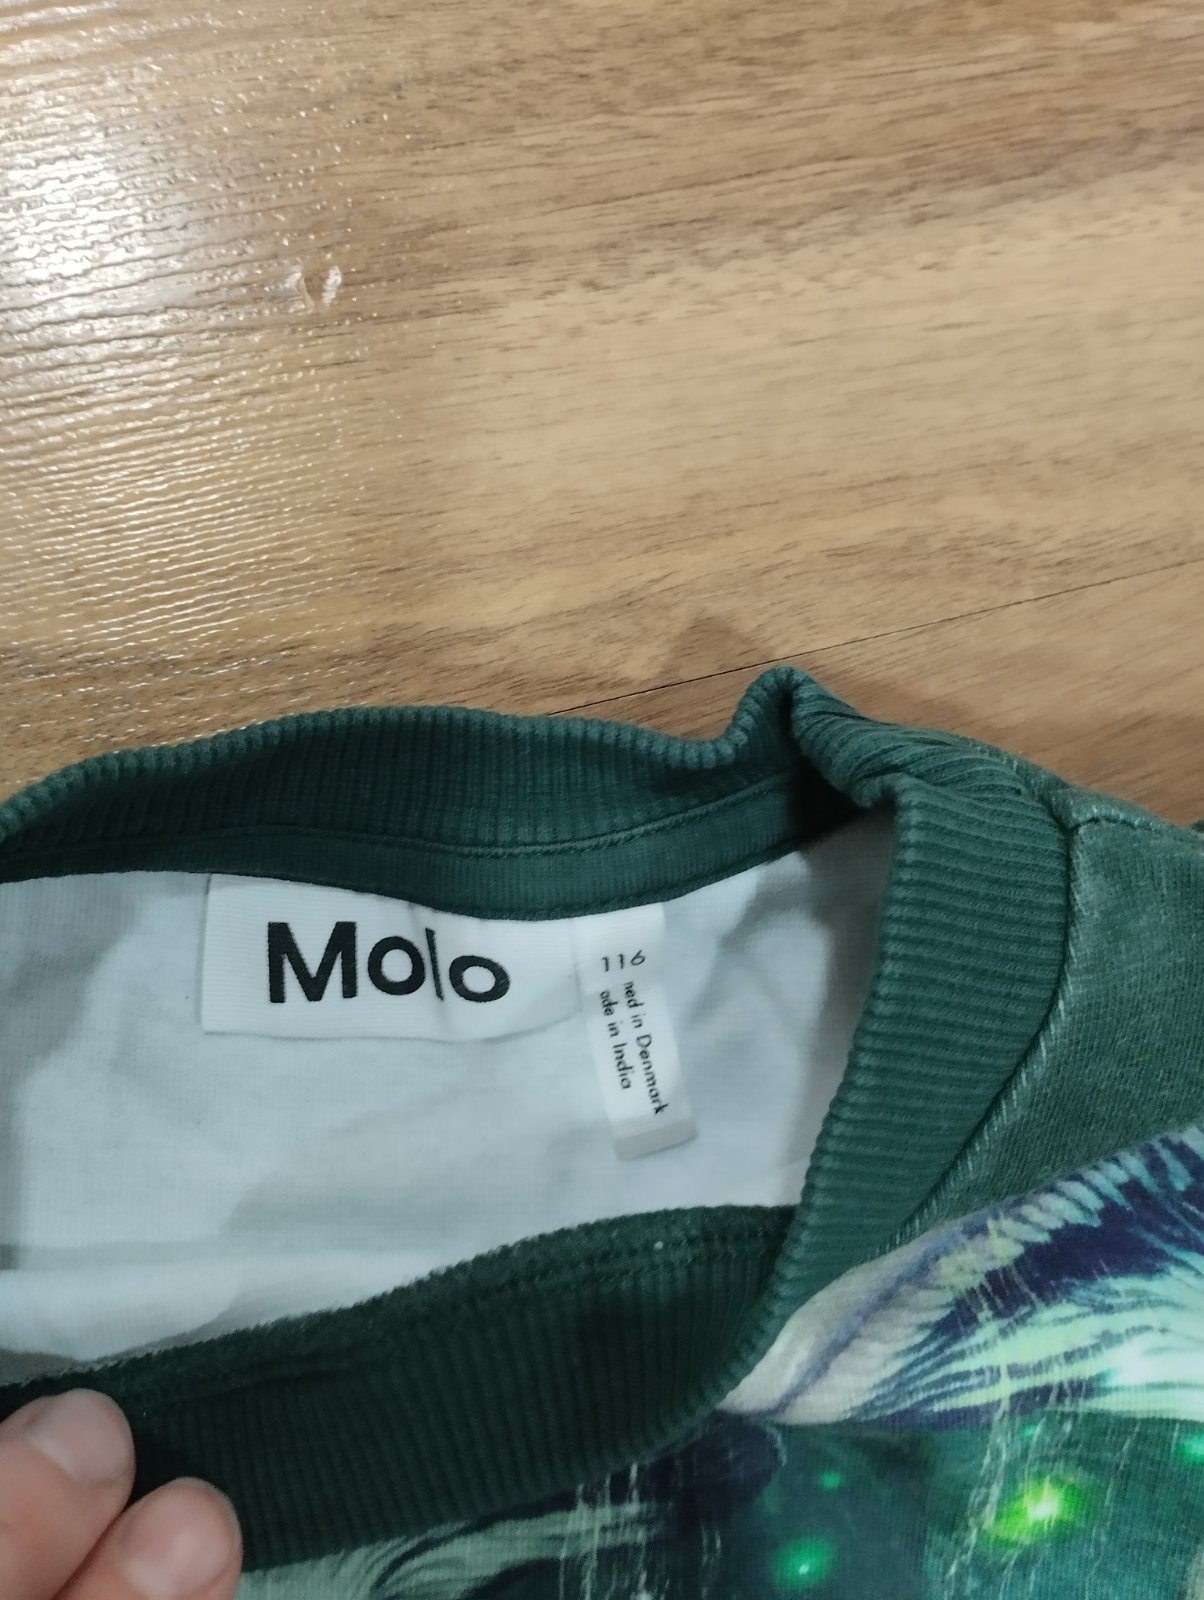 Molo
116
ned in Denmark
ade in India